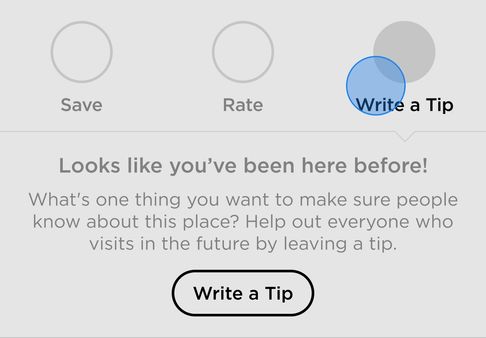 Save
Rate
Write a Tip
Looks like you’ve been here before!
What's one thing you want to make sure people
know about this place? Help out everyone who
visits in the future by leaving a tip.
Write a Tip